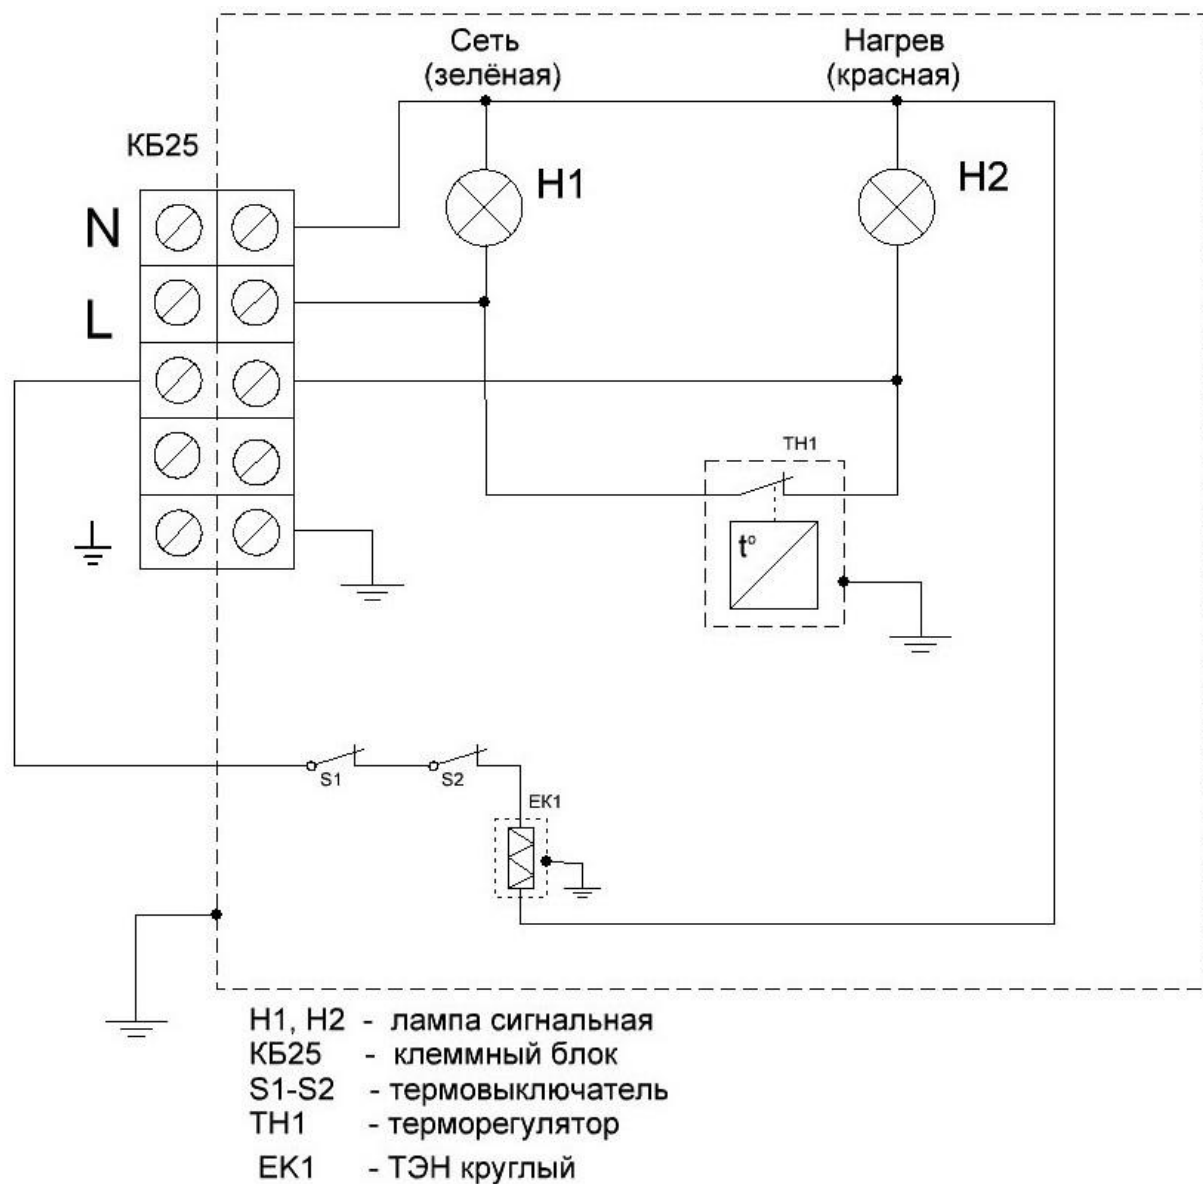 Сеть
(зелёная)
Нагрев
(красная)
КБ25
H1
H2
N
L
TH1
t°
S1
S2
EK1
H1, H2 - лампа сигнальная
КБ25 - клеммный блок
S1-S2 - термовыключатель
TH1 - терморегулятор
EK1 - ТЭН круглый